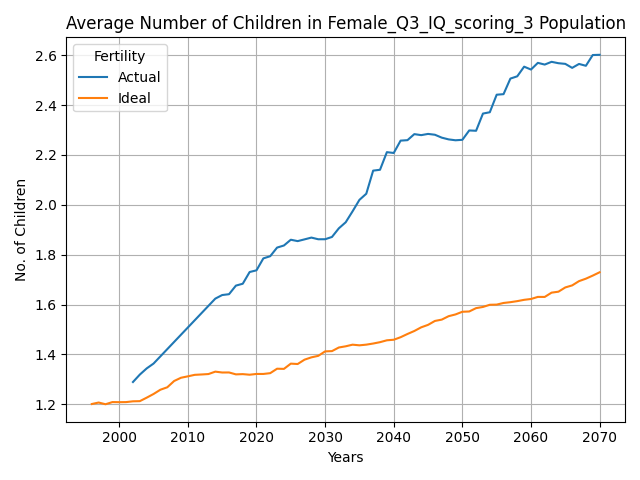 Average Number of Children in Female_Q3_IQ_scoring_3 Population
Fertility
Actual
Ideal
No. of Children
2.6
2.4
2.2
2.0
1.8
1.6
1.4
1.2
2000 2010 2020 2030 2040 2050 2060 2070
Years